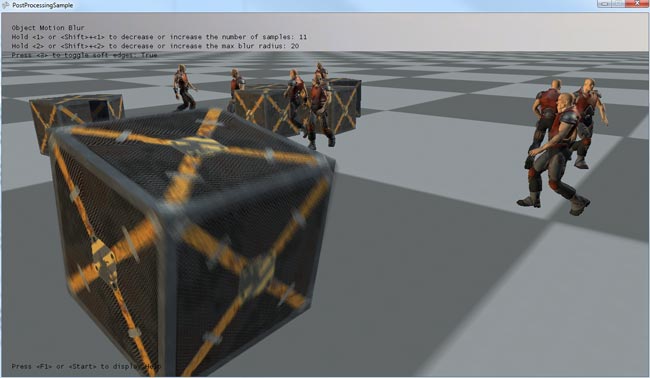 PostProcessingSample
Object Motion Blur
Hold <1> or <Shift>+<1> to decrease or increase the number of samples: 11
Hold <2> or <Shift>+<2> to decrease or increase the max blur radius: 20
Press <3> to toggle soft edges: True
Press <F1> or <Start> to display Help